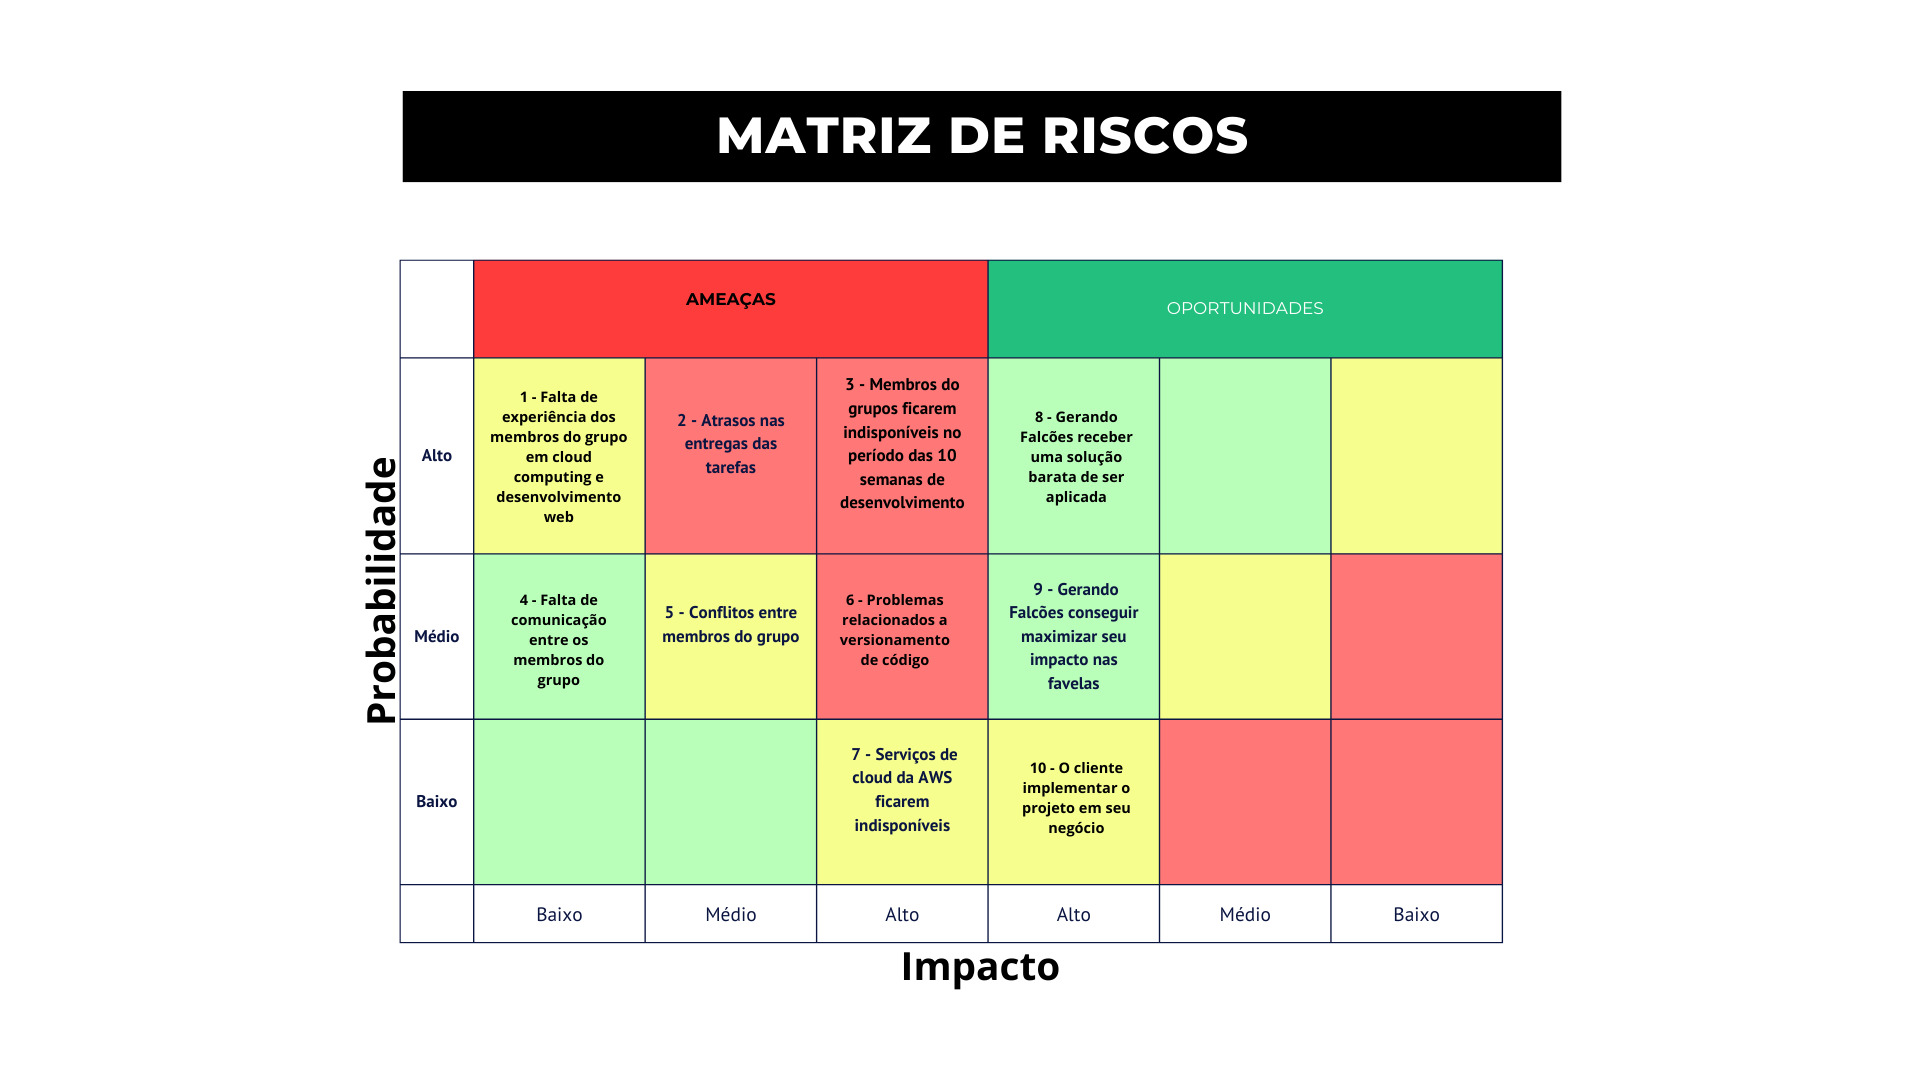 MATRIZ DE RISCOS
AMEAÇAS
OPORTUNIDADES
Probabilidade
Alto
1 - Falta de
experiência dos
membros do grupo
em cloud
computing e
desenvolvimento
web
2 - Atrasos nas
entregas das
tarefas
3 - Membros do
grupos ficarem
indisponíveis no
período das 10
semanas de
desenvolvimento
8 - Gerando
Falcões receber
uma solução
barata de ser
aplicada
Médio
4 - Falta de
comunicação
entre os
membros do
grupo
5 - Conflitos entre
membros do grupo
6 - Problemas
relacionados a
versionamento
de código
9 - Gerando
Falcões conseguir
maximizar seu
impacto nas
favelas
Baixo
7 - Serviços de
cloud da AWS
ficarem
indisponíveis
10 - O cliente
implementar o
projeto em seu
negócio
Baixo
Médio
Alto
Alto
Médio
Baixo
Impacto